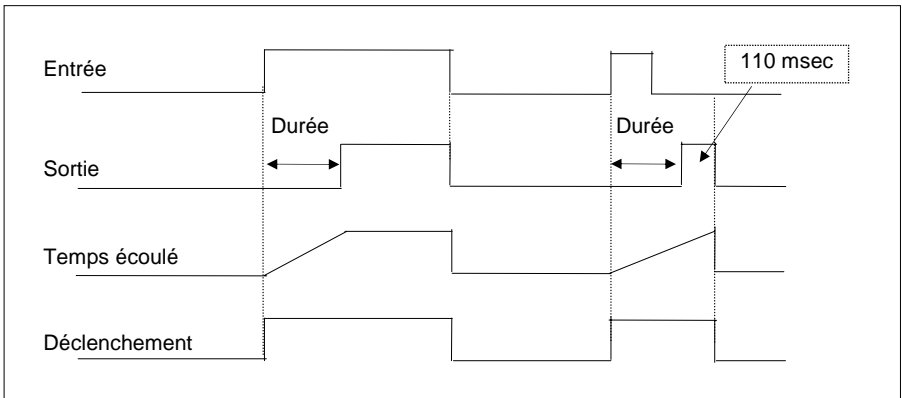 Entrée
110 msec
Durée
Durée
Sortie
Temps écoulé
Déclenchement